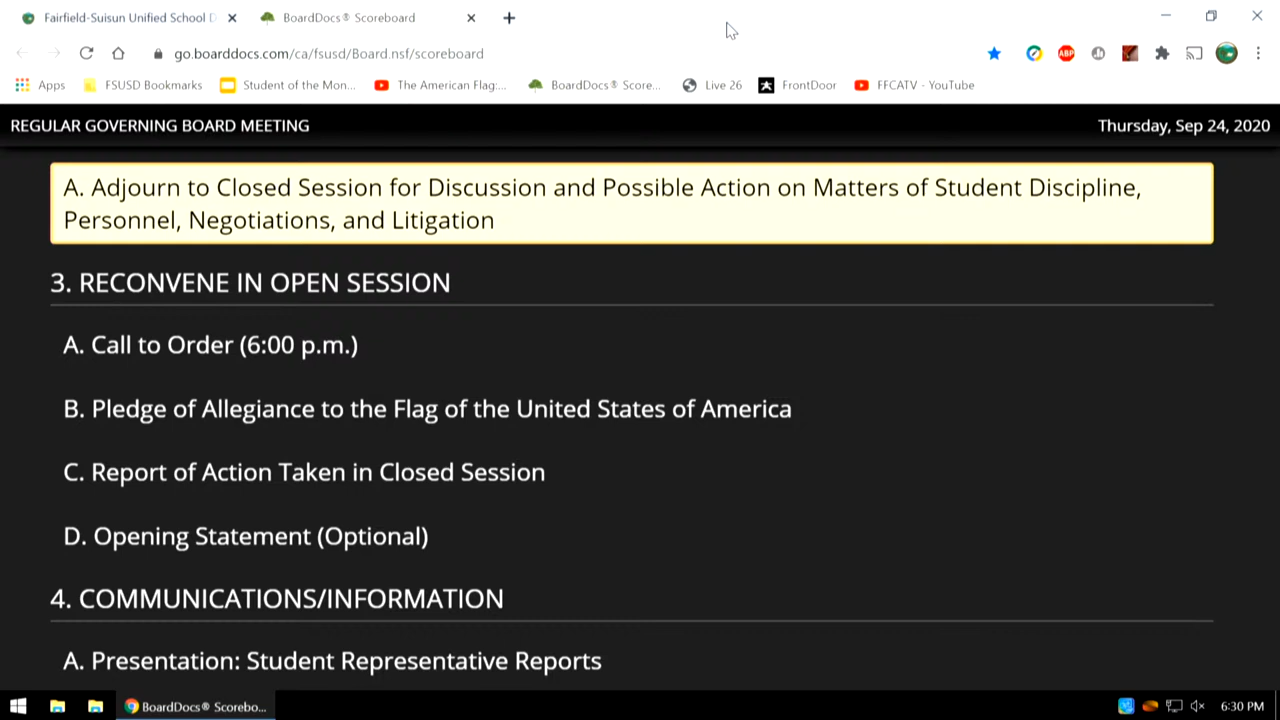 Fairfield-Suisun Unified School D
BoardDocs® Scoreboard
go.boarddocs.com/ca/fsusd/Board.nsf/scoreboard
ABP
Apps
FSUSD Bookmarks
Student of the Mon...
The American Flag:...
BoardDocs® Score...
Live 26
FrontDoor
FFCATV - YouTube
REGULAR GOVERNING BOARD MEETING
Thursday, Sep 24, 2020
A. Adjourn to Closed Session for Discussion and Possible Action on Matters of Student Discipline,
Personnel, Negotiations, and Litigation
3. RECONVENE IN OPEN SESSION
A. Call to Order (6:00 p.m.)
B. Pledge of Allegiance to the Flag of the United States of America
C. Report of Action Taken in Closed Session
D. Opening Statement (Optional)
4. COMMUNICATIONS/INFORMATION
A. Presentation: Student Representative Reports
BoardDocs® Scorebo...
6:30 PM